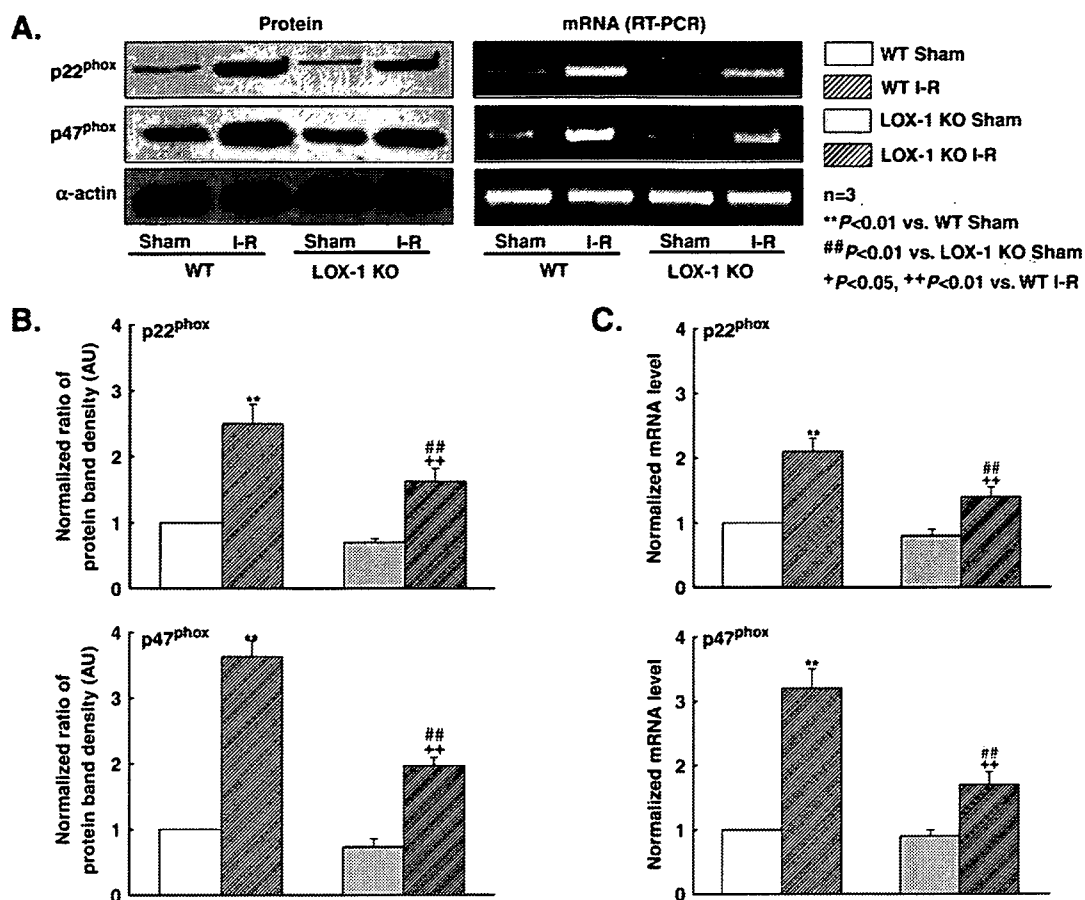 A.
Protein
mRNA (RT-PCR)
p22phox
p47phox
α-actin
Sham I-R Sham I-R
WT LOX-1 KO
Sham I-R Sham I-R
WT LOX-1 KO
WT Sham
WT I-R
LOX-1 KO Sham
LOX-1 KO I-R
n=3
**P<0.01 vs. WT Sham
##P<0.01 vs. LOX-1 KO Sham
+P<0.05, ++P<0.01 vs. WT I-R
B.
p22phox
Normalized ratio of
protein band density (AU)
4
3
2
1
0
**
##
++
p47phox
Normalized ratio of
protein band density (AU)
4
3
2
1
0
**
##
++
C.
p22phox
Normalized mRNA level
4
3
2
1
0
**
##
++
p47phox
Normalized mRNA level
4
3
2
1
0
**
##
++